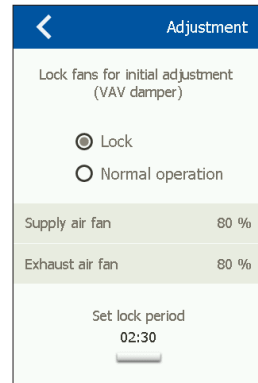 Adjustment
Lock fans for initial adjustment
(VAV damper)
Lock
Normal operation
Supply air fan 80 %
Exhaust air fan 80 %
Set lock period
02:30